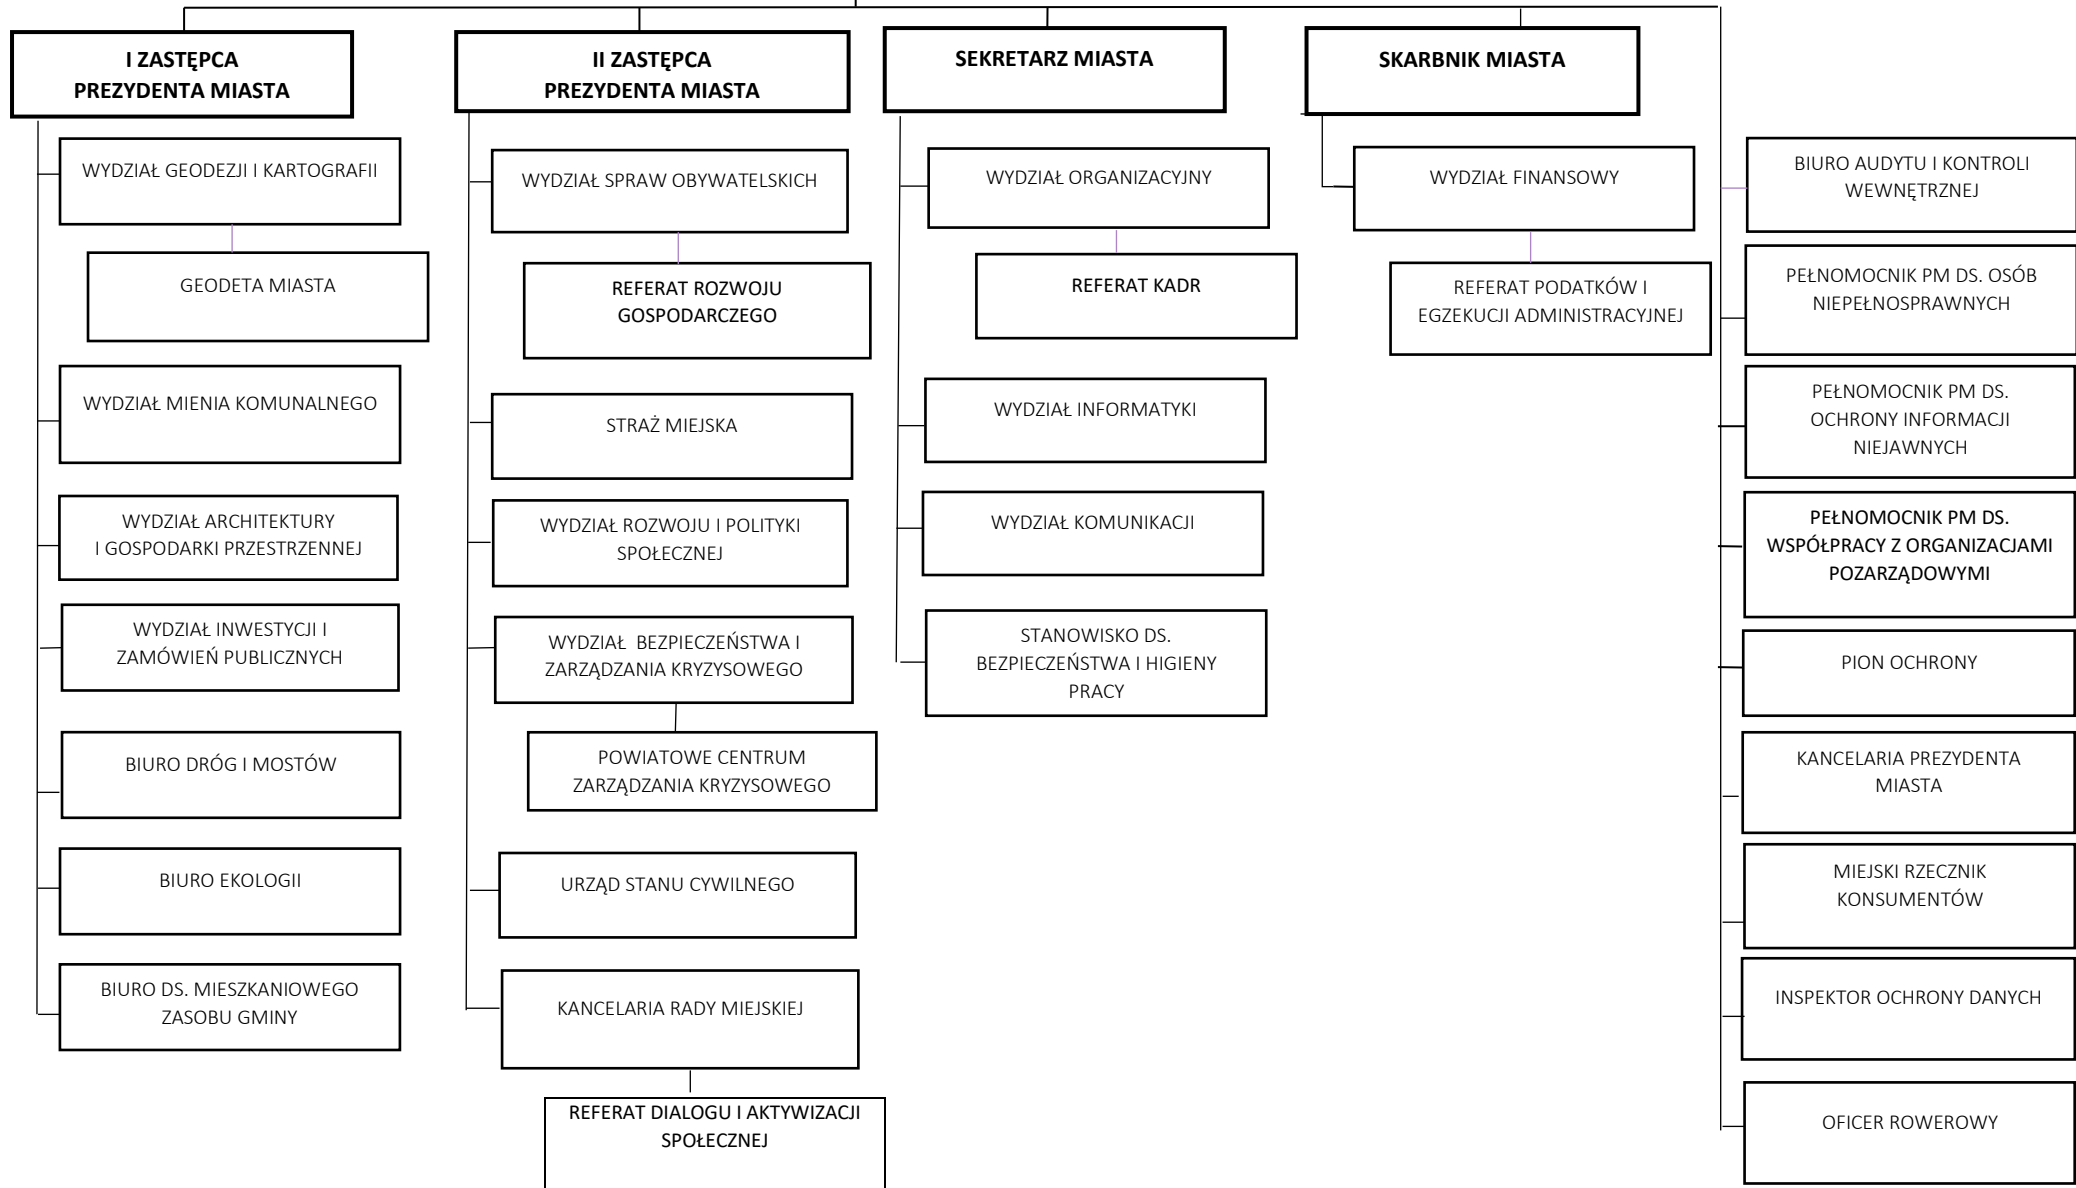 I ZASTĘPCA
PREZYDENTA MIASTA
WYDZIAŁ GEODEZJI I KARTOGRAFII
GEODETA MIASTA
WYDZIAŁ MIENIA KOMUNALNEGO
WYDZIAŁ ARCHITEKTURY
I GOSPODARKI PRZESTRZENNEJ
WYDZIAŁ INWESTYCJI I
ZAMÓWIEŃ PUBLICZNYCH
BIURO DRÓG I MOSTÓW
BIURO EKOLOGII
BIURO DS. MIESZKANIOWEGO
ZASOBU GMINY
II ZASTĘPCA
PREZYDENTA MIASTA
WYDZIAŁ SPRAW OBYWATELSKICH
REFERAT ROZWOJU
GOSPODARCZEGO
STRAŻ MIEJSKA
WYDZIAŁ ROZWOJU I POLITYKI
SPOŁECZNEJ
WYDZIAŁ  BEZPIECZEŃSTWA I
ZARZĄDZANIA KRYZYSOWEGO
POWIATOWE CENTRUM
ZARZĄDZANIA KRYZYSOWEGO
URZĄD STANU CYWILNEGO
KANCELARIA RADY MIEJSKIEJ
REFERAT DIALOGU I AKTYWIZACJI
SPOŁECZNEJ
SEKRETARZ MIASTA
WYDZIAŁ ORGANIZACYJNY
REFERAT KADR
WYDZIAŁ INFORMATYKI
WYDZIAŁ KOMUNIKACJI
STANOWISKO DS.
BEZPIECZEŃSTWA I HIGIENY
PRACY
SKARBNIK MIASTA
WYDZIAŁ FINANSOWY
REFERAT PODATKÓW I
EGZEKUCJI ADMINISTRACYJNEJ
BIURO AUDYTU I KONTROLI
WEWNĘTRZNEJ
PEŁNOMOCNIK PM DS. OSÓB
NIEPEŁNOSPRAWNYCH
PEŁNOMOCNIK PM DS.
OCHRONY INFORMACJI
NIEJAWNYCH
PEŁNOMOCNIK PM DS.
WSPÓŁPRACY Z ORGANIZACJAMI
POZARZĄDOWYMI
PION OCHRONY
KANCELARIA PREZYDENTA
MIASTA
MIEJSKI RZECZNIK
KONSUMENTÓW
INSPEKTOR OCHRONY DANYCH
OFICER ROWEROWY